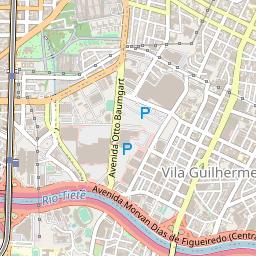 P
Avenida Otto Baumgart
P
Vila Guilherme
Rio Tietê
Avenida Morvan Dias de Figueiredo (Centra